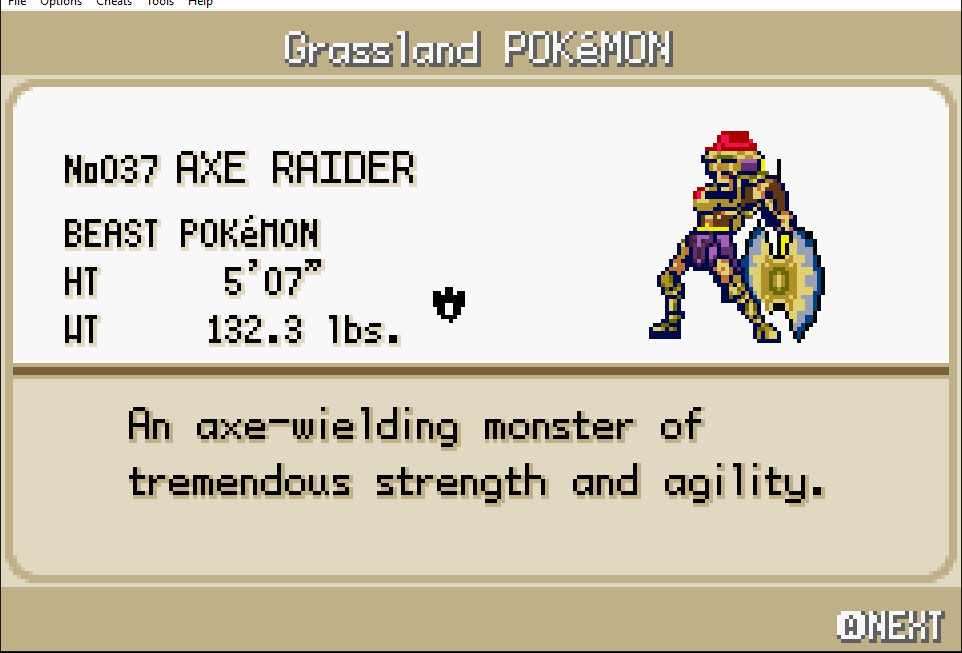 File Options Cheats Tools Help
Grassland POKéMON
No037 AXE RAIDER
BEAST POKéMON
HT 5'07"
WT 132.3 lbs.
An axe-wielding monster of
tremendous strength and agility.
Ⓐ NEXT